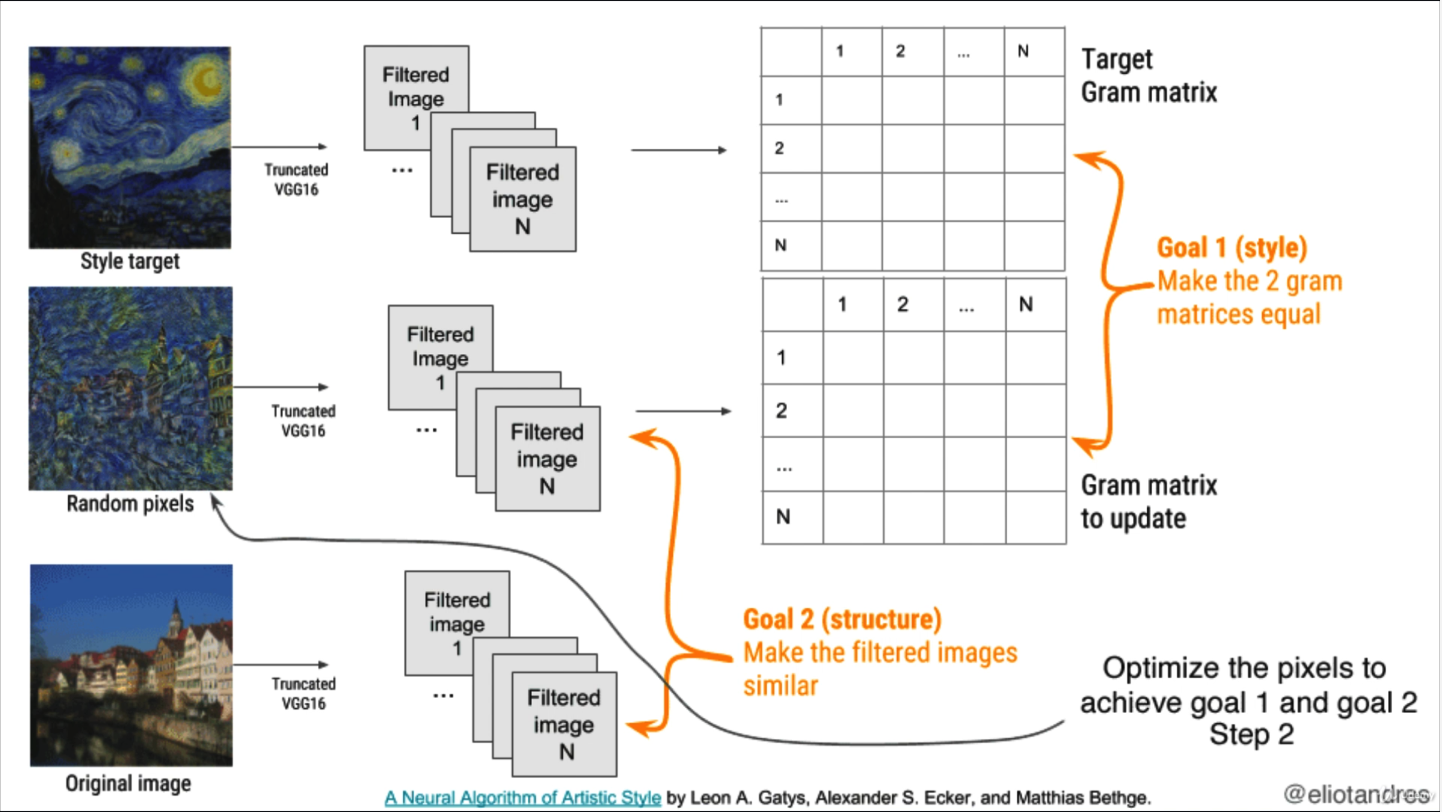 Style target
Truncated
VGG16
Filtered
Image
1
...
Filtered
image
N
1 2 ... N
1
2
...
N
Target
Gram matrix
Goal 1 (style)
Make the 2 gram
matrices equal
Random pixels
Truncated
VGG16
Filtered
Image
1
...
Filtered
image
N
1 2 ... N
1
2
...
N
Gram matrix
to update
Original image
Truncated
VGG16
Filtered
image
1
...
Filtered
image
N
Goal 2 (structure)
Make the filtered images
similar
Optimize the pixels to
achieve goal 1 and goal 2
Step 2
A Neural Algorithm of Artistic Style by Leon A. Gatys, Alexander S. Ecker, and Matthias Bethge.
@eliotandres